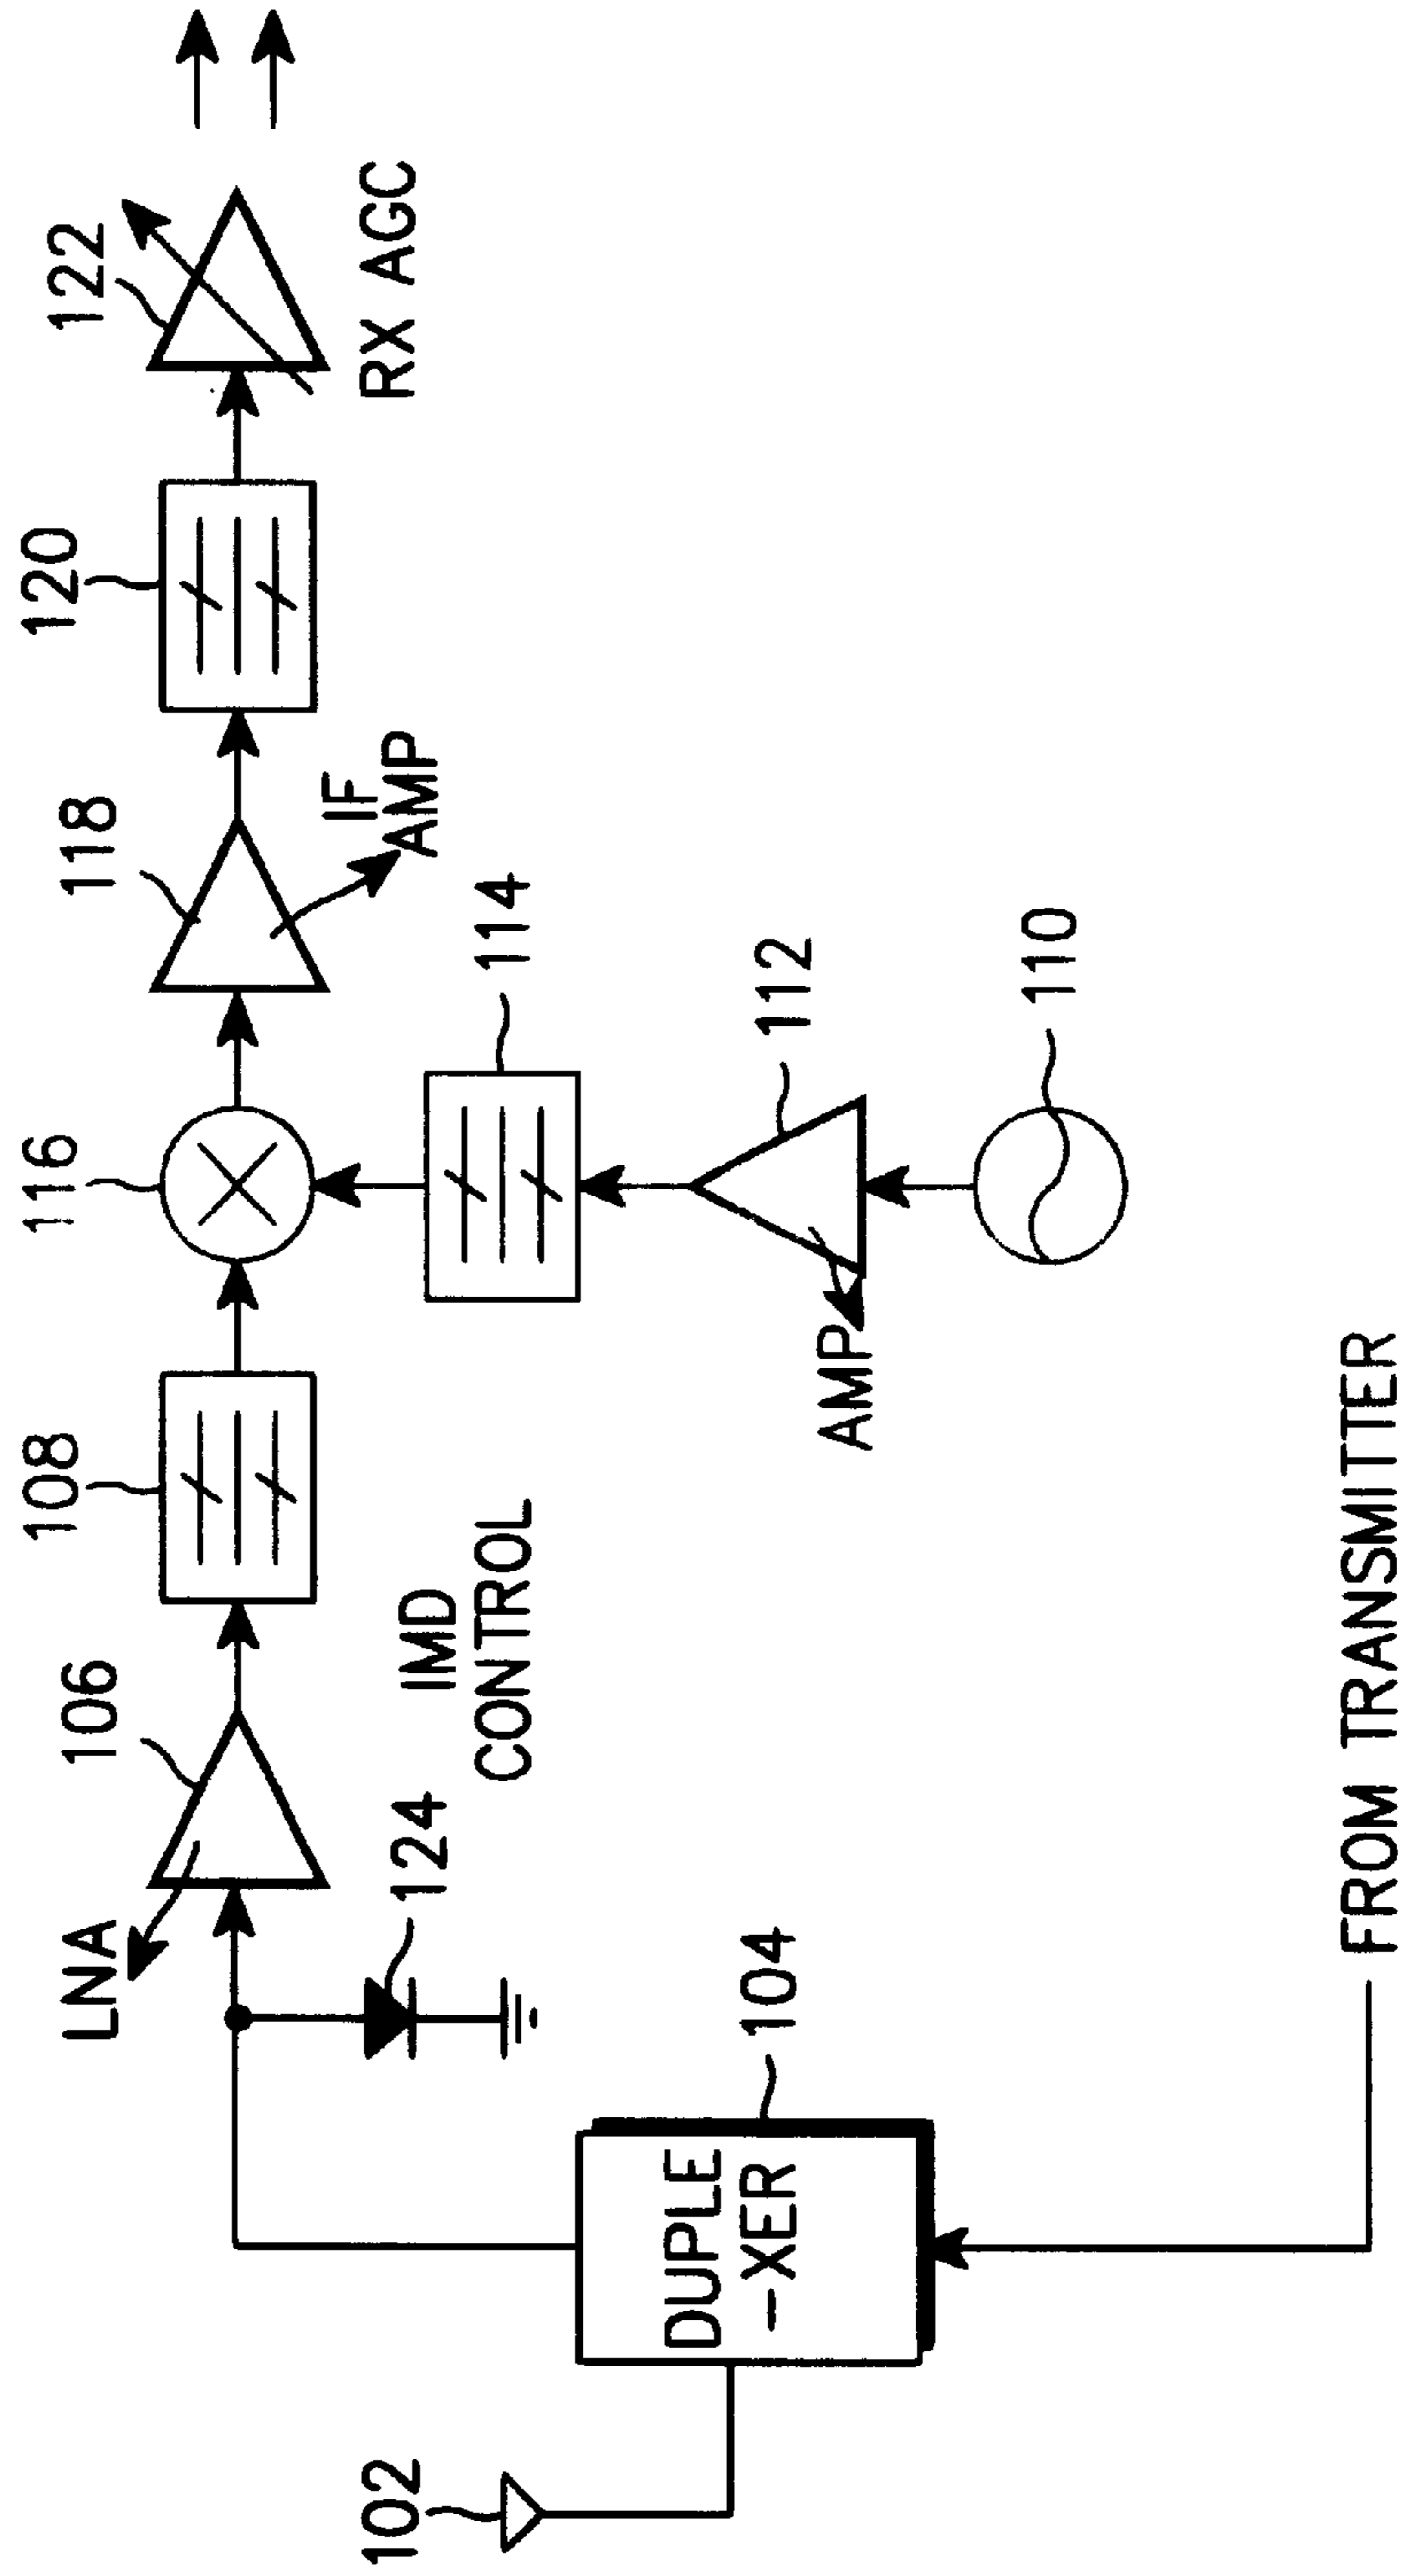 102
DUPLE
-XER
104
FROM TRANSMITTER
LNA
124
106
IMD
CONTROL
108
116
114
AMP
112
110
118
IF
AMP
120
122
RX AGC